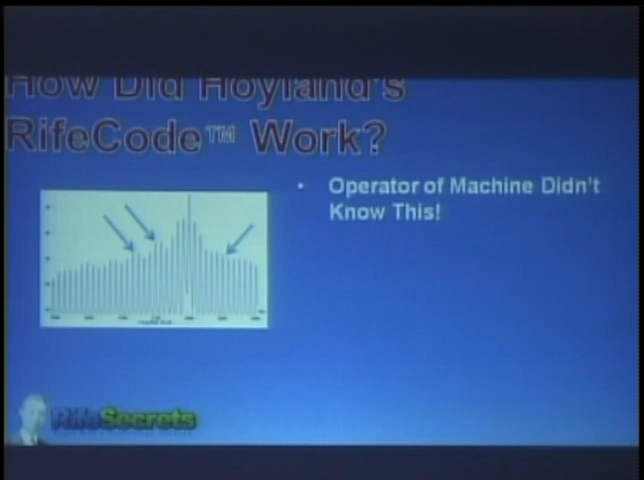 How Did Hoyland's
RifeCode™ Work?
• Operator of Machine Didn't
Know This!
RifeSecrets